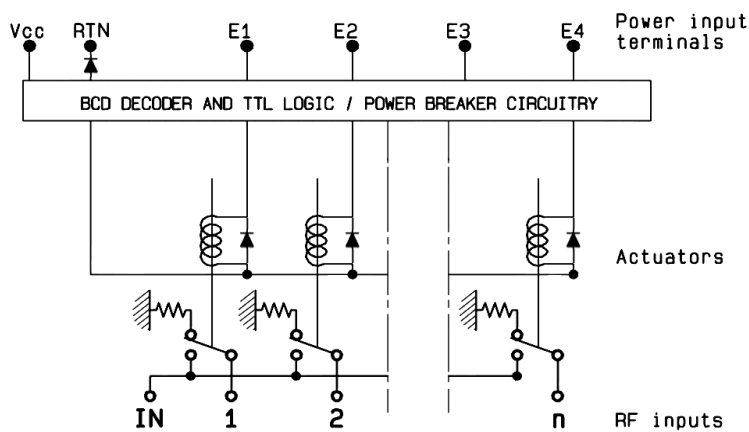 Vcc RTN E1 E2 E3 E4 Power input
terminals
BCD DECODER AND TTL LOGIC / POWER BREAKER CIRCUITRY
Actuators
IN 1 2 n RF inputs